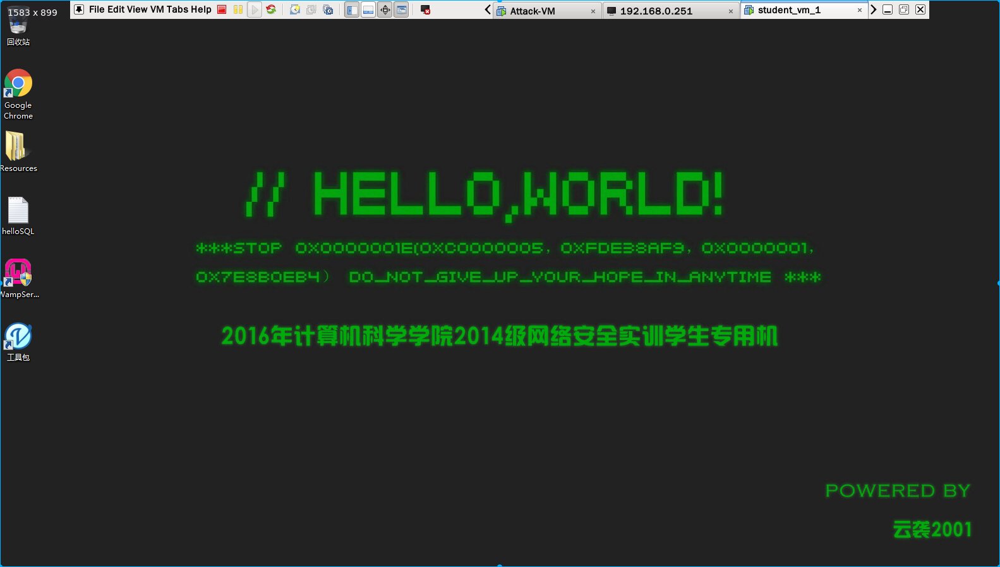 1583 x 899
File Edit View VM Tabs Help
Attack-VM
192.168.0.251
student_vm_1
回收站
Google
Chrome
Resources
helloSQL
WampSer...
工具包
// HELLO,WORLD!
***STOP 0X0000001E(0XC0000005, 0XFDE38AF9, 0X0000001,
0X7E8B0EB4） DO_NOT_GIVE_UP_YOUR_HOPE_IN_ANYTIME ***
2016年计算机科学学院2014级网络安全实训学生专用机
POWERED BY
云袭2001